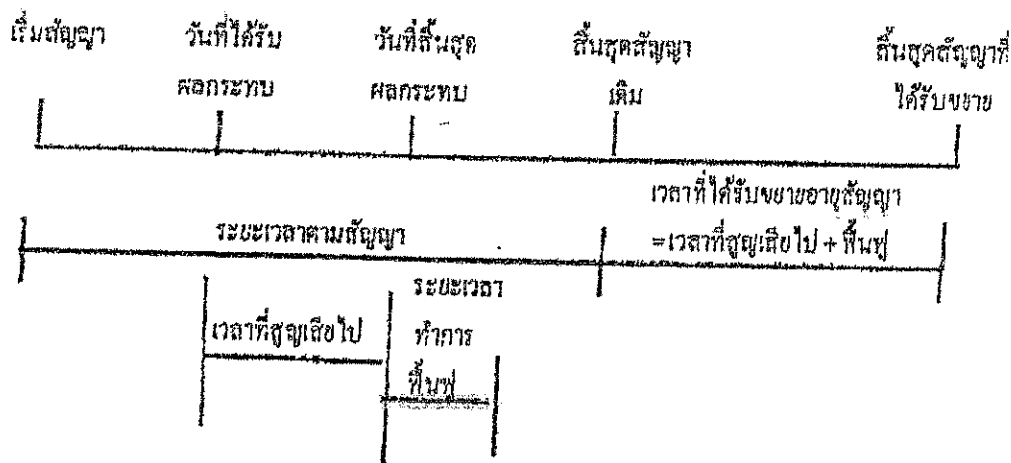 เริ่มสัญญา วันที่ได้รับ วันที่สิ้นสุด สิ้นสุดสัญญา สิ้นสุดสัญญาที่
ผลกระทบ ผลกระทบ เดิม ได้รับขยาย
เวลาที่ได้รับขยายอายุสัญญา
ระยะเวลาตามสัญญา
=เวลาที่สูญเสียไป + ฟื้นฟู
ระยะเวลา
เวลาที่สูญเสียไป ทำการ
ฟื้นฟู